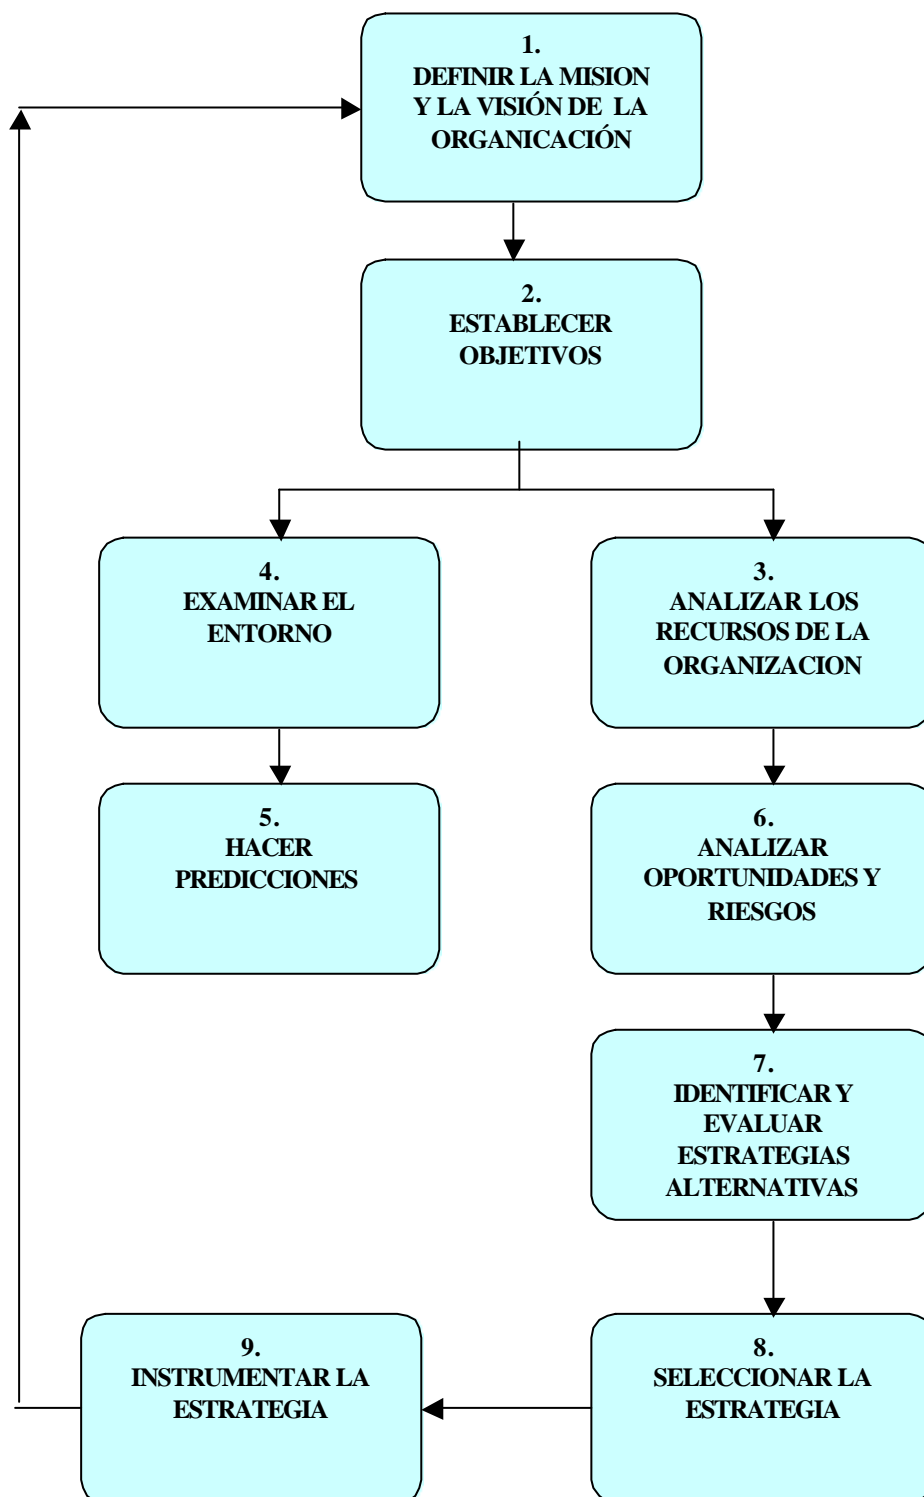 1.
DEFINIR LA MISION
Y LA VISIÓN DE LA
ORGANICACIÓN
2.
ESTABLECER
OBJETIVOS
4.
EXAMINAR EL
ENTORNO
3.
ANALIZAR LOS
RECURSOS DE LA
ORGANIZACION
5.
HACER
PREDICCIONES
6.
ANALIZAR
OPORTUNIDADES Y
RIESGOS
7.
IDENTIFICAR Y
EVALUAR
ESTRATEGIAS
ALTERNATIVAS
9.
INSTRUMENTAR LA
ESTRATEGIA
8.
SELECCIONAR LA
ESTRATEGIA